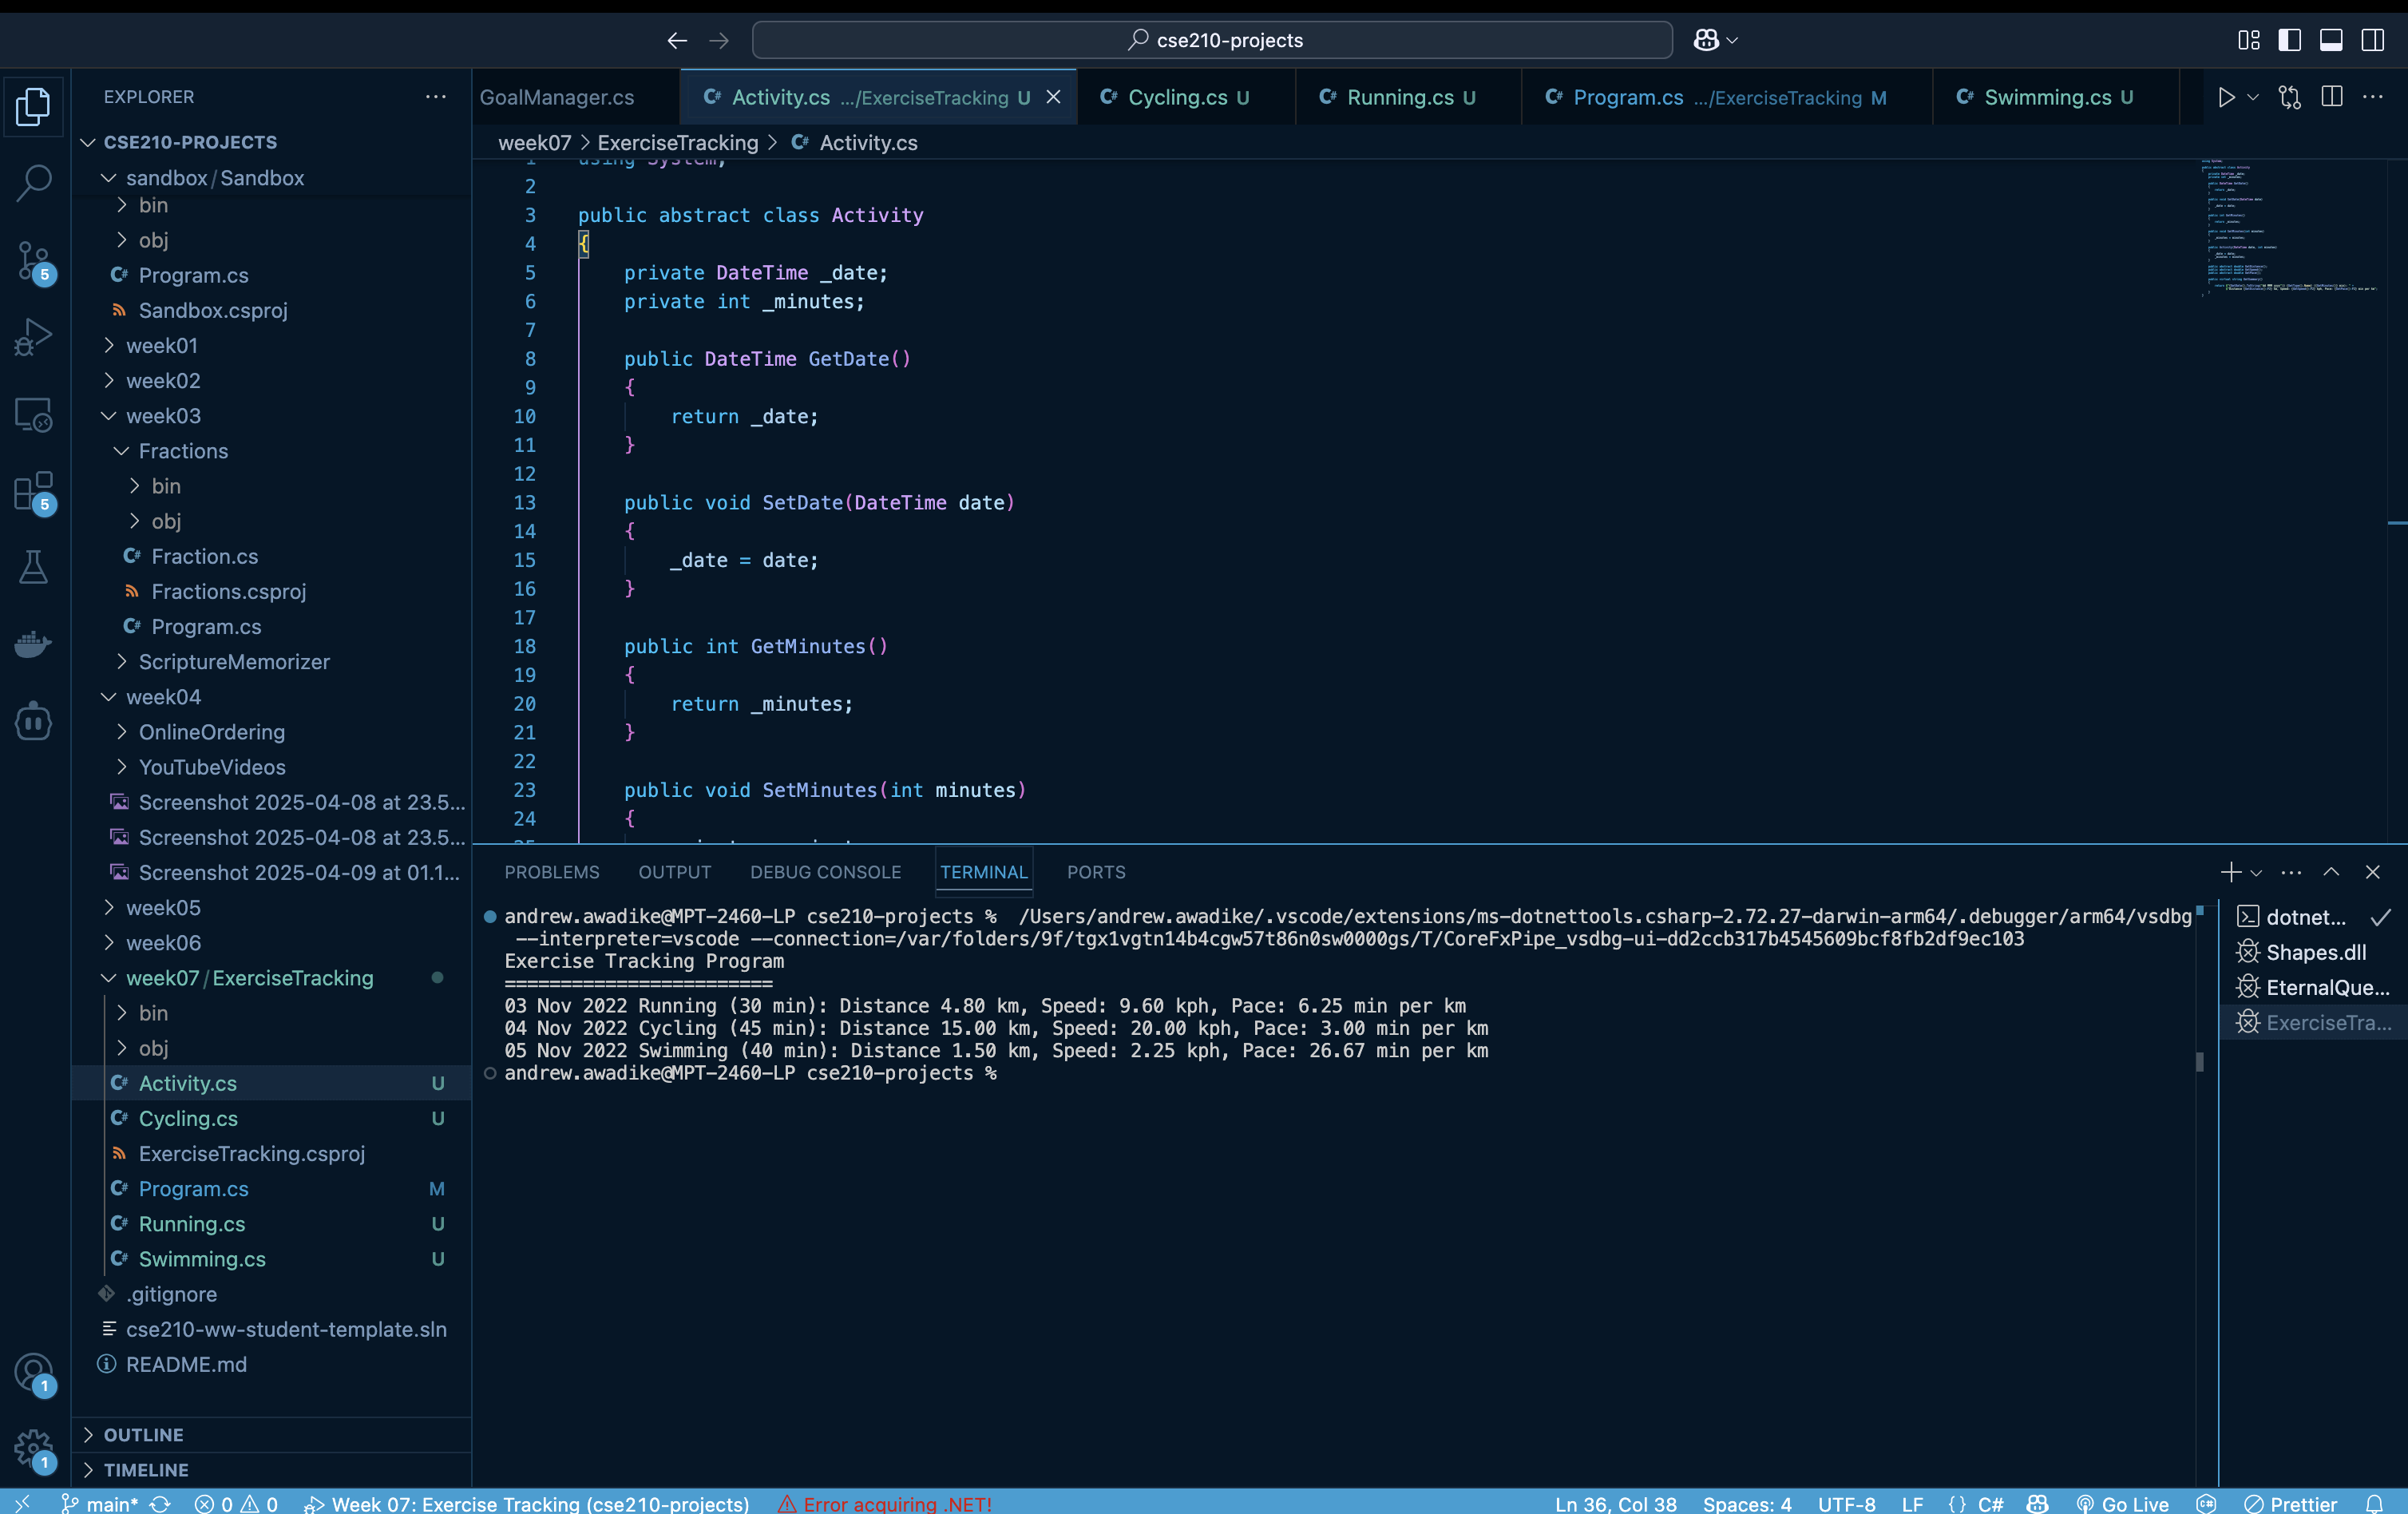 cse210-projects
EXPLORER
GoalManager.cs
Activity.cs .../ExerciseTracking U
Cycling.cs U
Running.cs U
Program.cs .../ExerciseTracking M
Swimming.cs U
CSE210-PROJECTS
sandbox/Sandbox
bin
obj
Program.cs
Sandbox.csproj
week01
week02
week03
Fractions
bin
obj
Fraction.cs
Fractions.csproj
Program.cs
ScriptureMemorizer
week04
OnlineOrdering
YouTubeVideos
Screenshot 2025-04-08 at 23.5...
Screenshot 2025-04-08 at 23.5...
Screenshot 2025-04-09 at 01.1...
week05
week06
week07/ExerciseTracking
bin
obj
Activity.cs U
Cycling.cs U
ExerciseTracking.csproj
Program.cs M
Running.cs U
Swimming.cs U
.gitignore
cse210-ww-student-template.sln
README.md
OUTLINE
TIMELINE
5
5
1
1
week07 > ExerciseTracking > Activity.cs
1 using System;
2
3 public abstract class Activity
4 {
5 private DateTime _date;
6 private int _minutes;
7
8 public DateTime GetDate()
9 {
10 return _date;
11 }
12
13 public void SetDate(DateTime date)
14 {
15 _date = date;
16 }
17
18 public int GetMinutes()
19 {
20 return _minutes;
21 }
22
23 public void SetMinutes(int minutes)
24 {
PROBLEMS OUTPUT DEBUG CONSOLE TERMINAL PORTS
andrew.awadike@MPT-2460-LP cse210-projects % /Users/andrew.awadike/.vscode/extensions/ms-dotnettools.csharp-2.72.27-darwin-arm64/.debugger/arm64/vsdbg
--interpreter=vscode --connection=/var/folders/9f/tgx1vgtn14b4cgw57t86n0sw0000gs/T/CoreFxPipe_vsdbg-ui-dd2ccb317b4545609bcf8fb2df9ec103
Exercise Tracking Program
========================
03 Nov 2022 Running (30 min): Distance 4.80 km, Speed: 9.60 kph, Pace: 6.25 min per km
04 Nov 2022 Cycling (45 min): Distance 15.00 km, Speed: 20.00 kph, Pace: 3.00 min per km
05 Nov 2022 Swimming (40 min): Distance 1.50 km, Speed: 2.25 kph, Pace: 26.67 min per km
andrew.awadike@MPT-2460-LP cse210-projects %
dotnet...
Shapes.dll
EternalQue...
ExerciseTra...
main* 0 0 Week 07: Exercise Tracking (cse210-projects) Error acquiring .NET! Ln 36, Col 38 Spaces: 4 UTF-8 LF {} C# Go Live Prettier